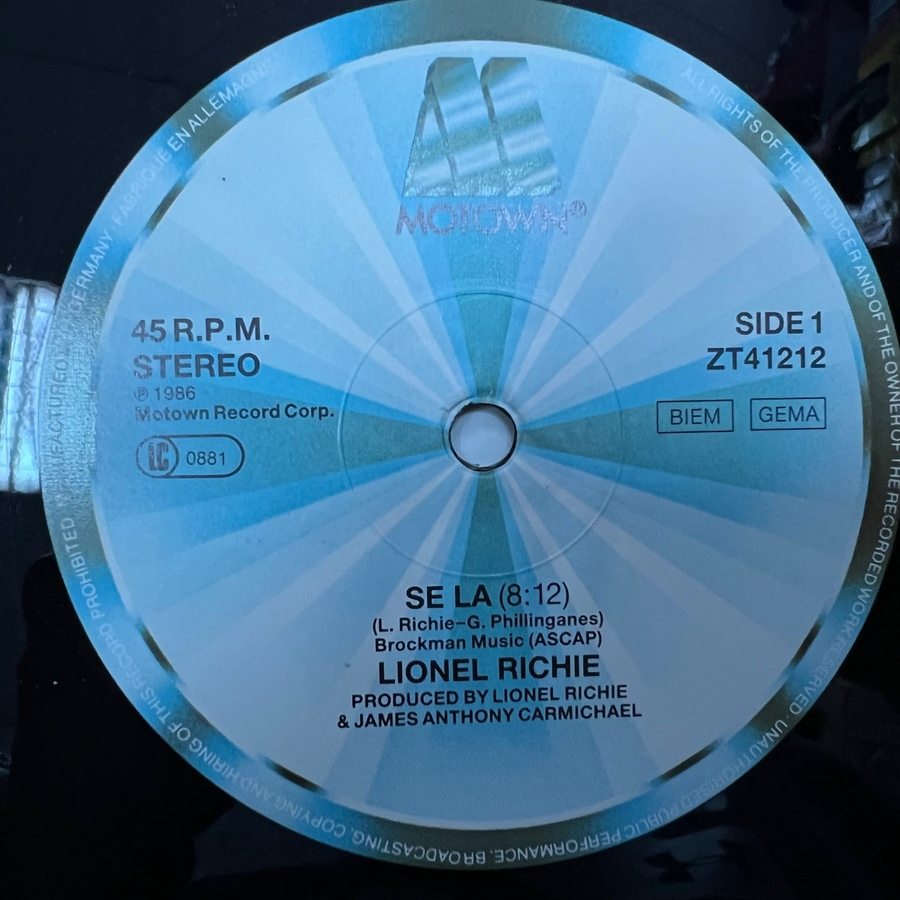 MOTOWN®
45 R.P.M.
STEREO
℗ 1986
Motown Record Corp.
LC 0881
SIDE 1
ZT41212
BIEM GEMA
SE LA (8:12)
(L. Richie–G. Phillinganes)
Brockman Music (ASCAP)
LIONEL RICHIE
PRODUCED BY LIONEL RICHIE
& JAMES ANTHONY CARMICHAEL
ALL RIGHTS OF THE PRODUCER AND OF THE OWNER OF THE RECORDED WORK RESERVED · UNAUTHORISED PUBLIC PERFORMANCE, BROADCASTING, COPYING AND HIRING OF THIS RECORD PROHIBITED
GERMANY · FABRIQUÉ EN ALLEMAGNE